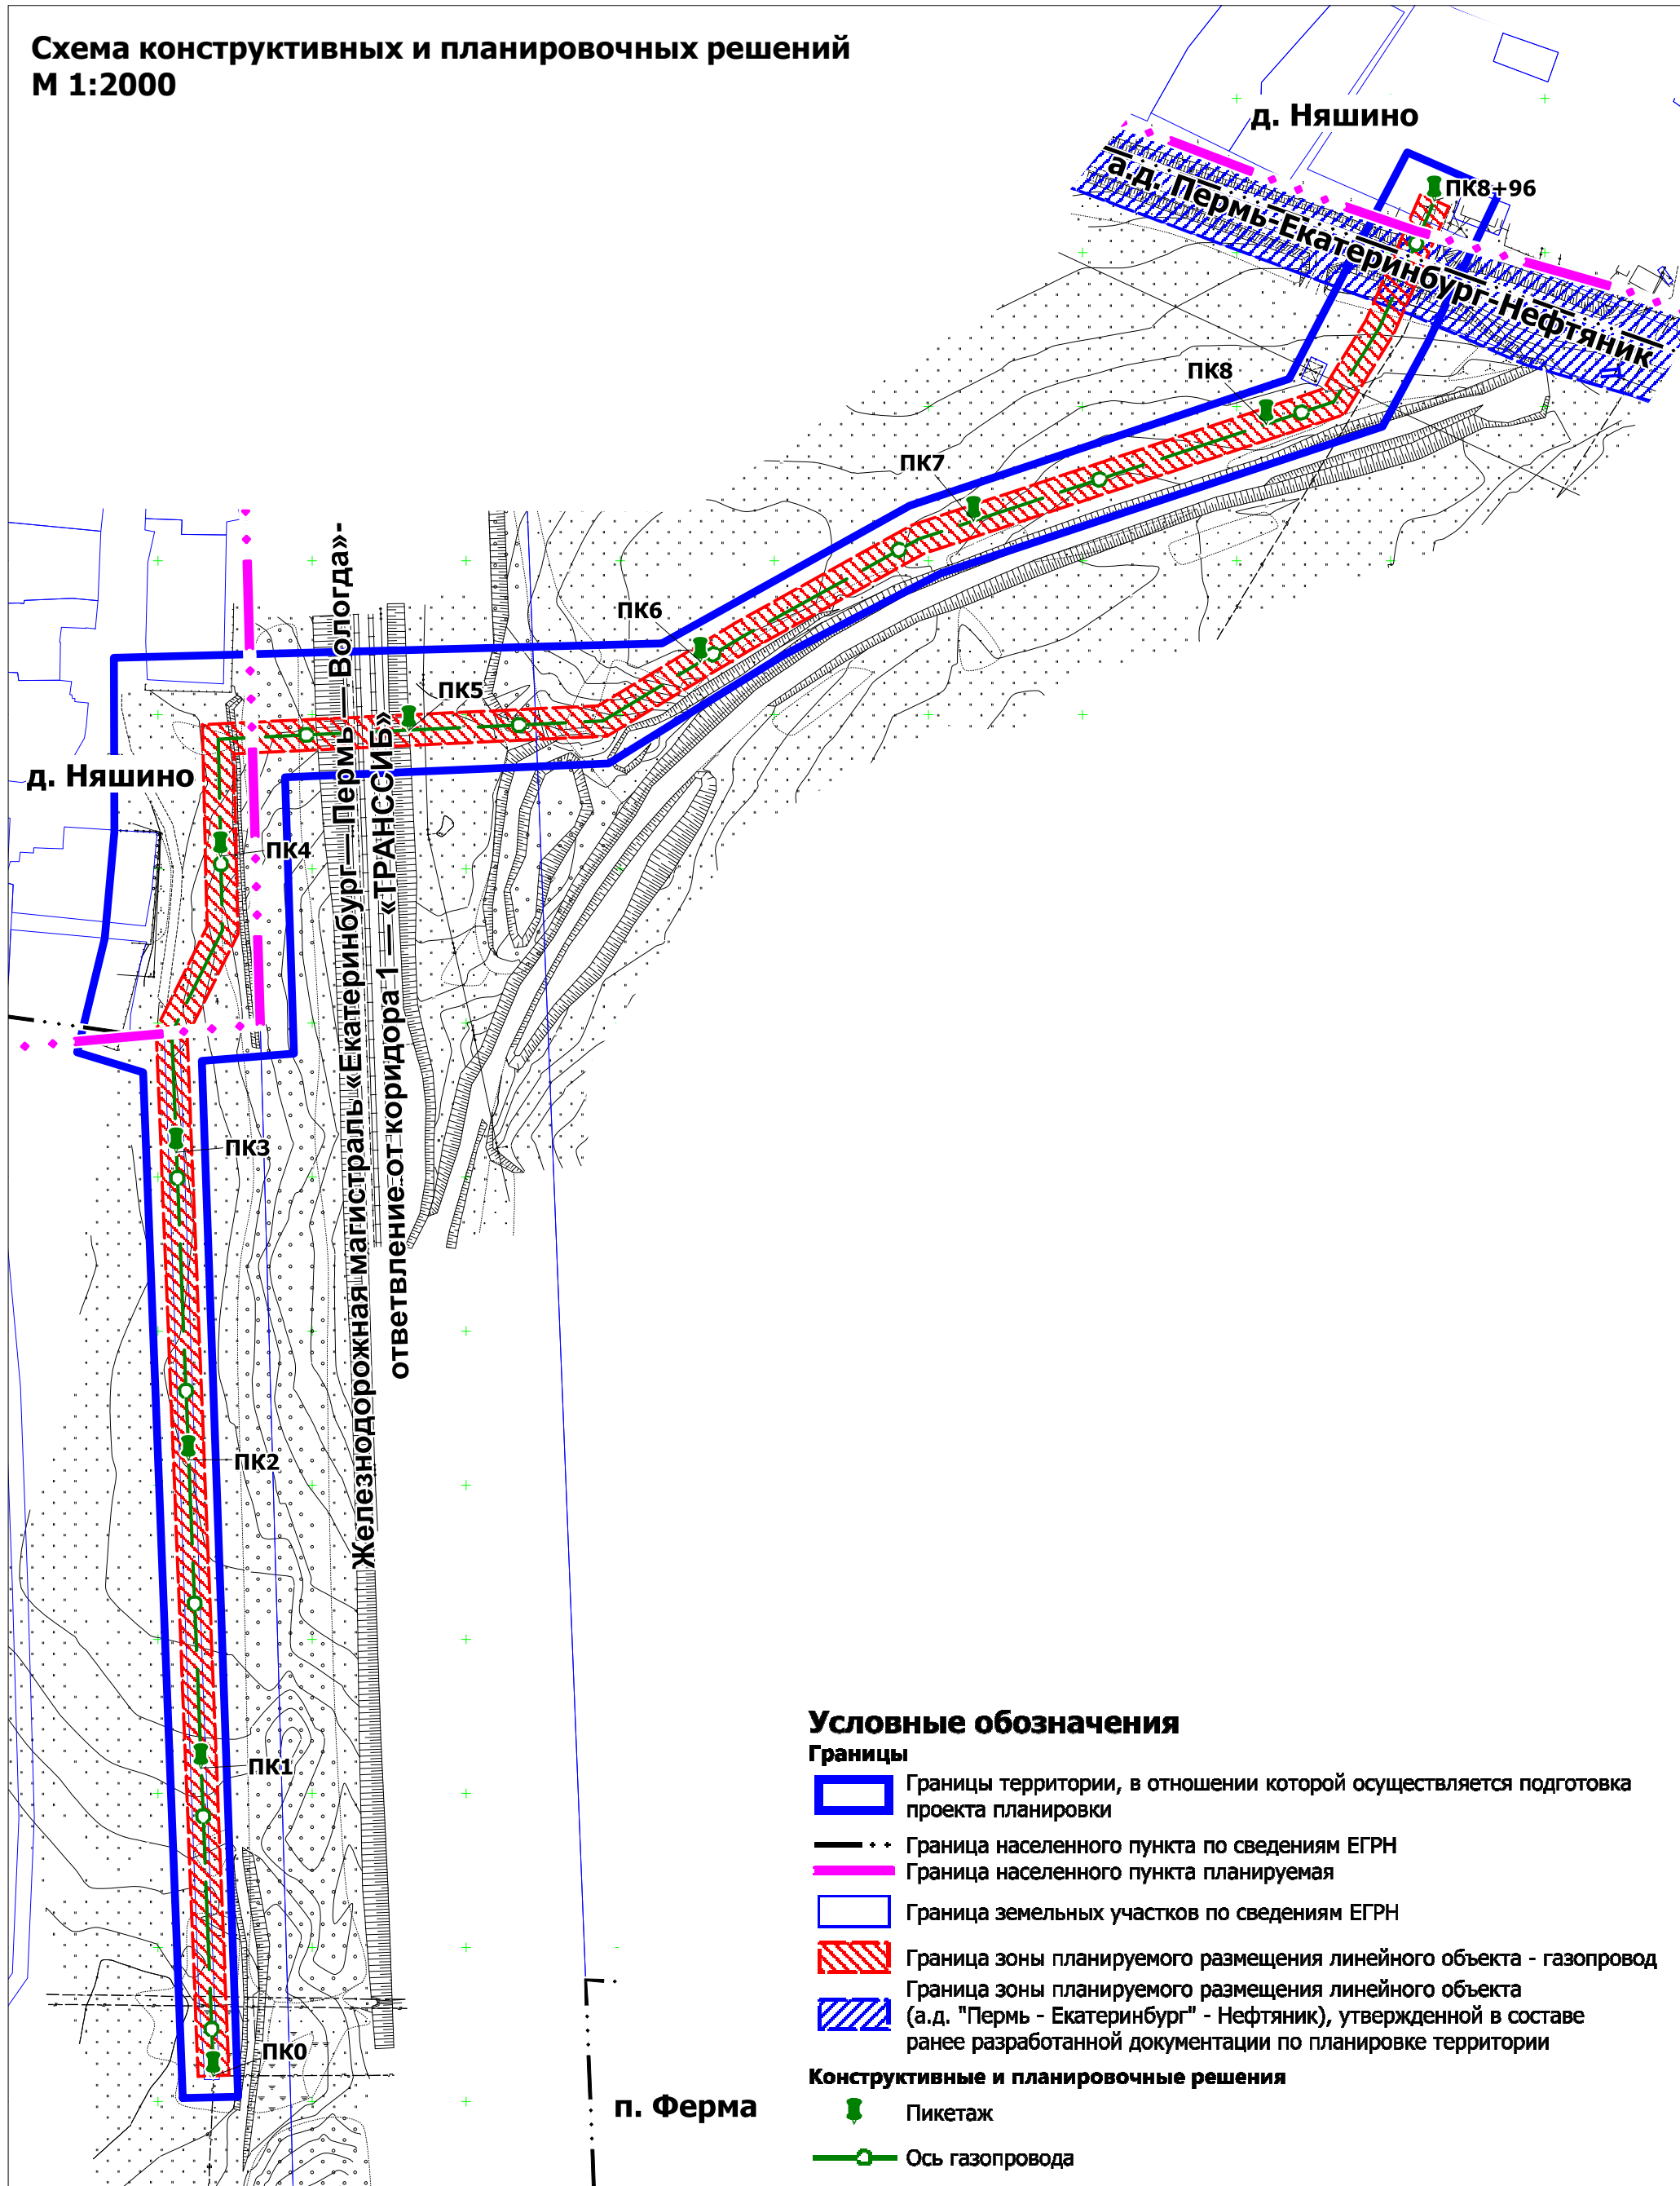 Схема конструктивных и планировочных решений
М 1:2000
д. Няшино
ПК8+96
а.д. Пермь-Екатеринбург-Нефтяник
ПК8
ПК7
ПК6
ПК5
д. Няшино
ПК4
Железнодорожная магистраль «Екатеринбург—Пермь — Вологда»-
ответвление от коридора 1 — «ТРАНССИБ»
ПК3
ПК2
ПК1
ПК0
п. Ферма
Условные обозначения
Границы
Границы территории, в отношении которой осуществляется подготовка
проекта планировки
Граница населенного пункта по сведениям ЕГРН
Граница населенного пункта планируемая
Граница земельных участков по сведениям ЕГРН
Граница зоны планируемого размещения линейного объекта - газопровод
Граница зоны планируемого размещения линейного объекта
(а.д. "Пермь - Екатеринбург" - Нефтяник), утвержденной в составе
ранее разработанной документации по планировке территории
Конструктивные и планировочные решения
Пикетаж
Ось газопровода